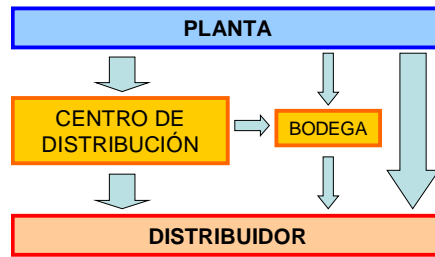 PLANTA
CENTRO DE
DISTRIBUCIÓN
BODEGA
DISTRIBUIDOR